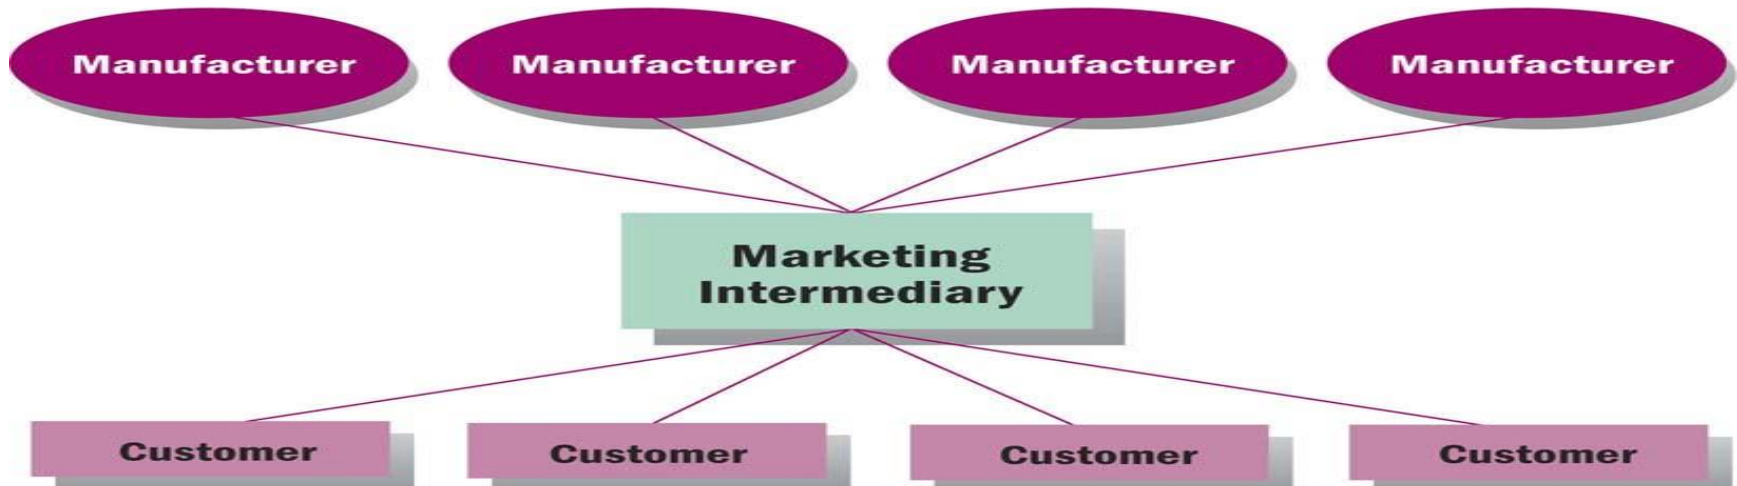 Manufacturer
Manufacturer
Manufacturer
Manufacturer
Marketing
Intermediary
Customer
Customer
Customer
Customer